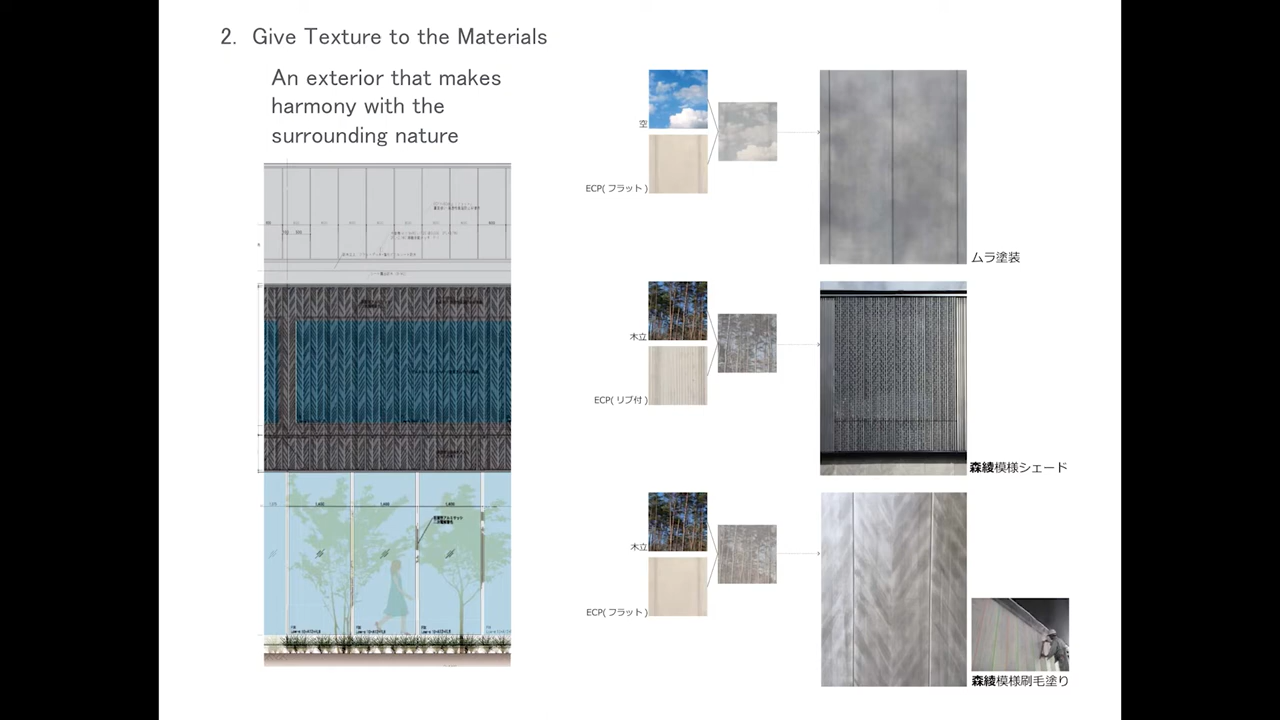 2. Give Texture to the Materials
An exterior that makes
harmony with the
surrounding nature
空
ECP( フラット )
ムラ塗装
木立
ECP( リブ付 )
森綾模様シェード
木立
ECP( フラット )
森綾模様刷毛塗り